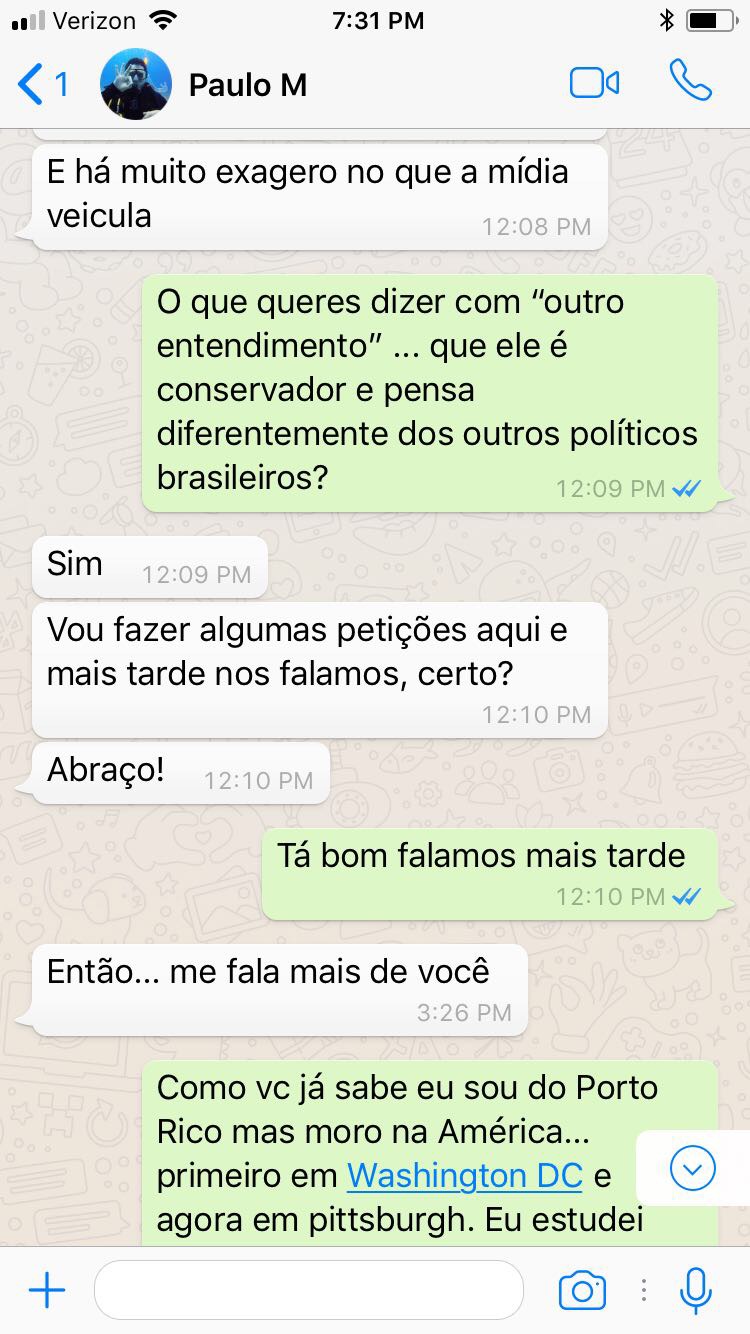 Verizon 7:31 PM
1 Paulo M
E há muito exagero no que a mídia
veicula
12:08 PM
O que queres dizer com “outro
entendimento” ... que ele é
conservador e pensa
diferentemente dos outros políticos
brasileiros?
12:09 PM
Sim 12:09 PM
Vou fazer algumas petições aqui e
mais tarde nos falamos, certo?
12:10 PM
Abraço! 12:10 PM
Tá bom falamos mais tarde
12:10 PM
Então... me fala mais de você
3:26 PM
Como vc já sabe eu sou do Porto
Rico mas moro na América...
primeiro em Washington DC e
agora em pittsburgh. Eu estudei